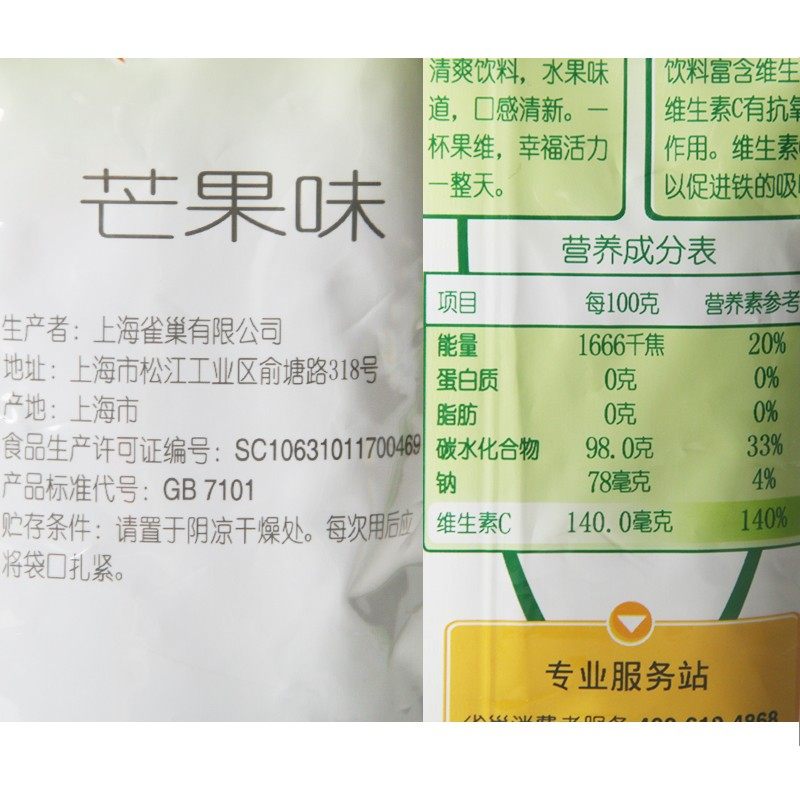 芒果味
生产者：上海雀巢有限公司
地址：上海市松江工业区俞塘路318号
产地：上海市
食品生产许可证编号：SC10631011700469
产品标准代号：GB 7101
贮存条件：请置于阴凉干燥处。每次用后应
将袋口扎紧。
清爽饮料，水果味
道，口感清新。一
杯果维，幸福活力
一整天。
饮料富含维生
维生素C有抗氧
作用。维生素
以促进铁的吸
营养成分表
项目 每100克 营养素参考
能量 1666千焦 20%
蛋白质 0克 0%
脂肪 0克 0%
碳水化合物 98.0克 33%
钠 78毫克 4%
维生素C 140.0毫克 140%
专业服务站